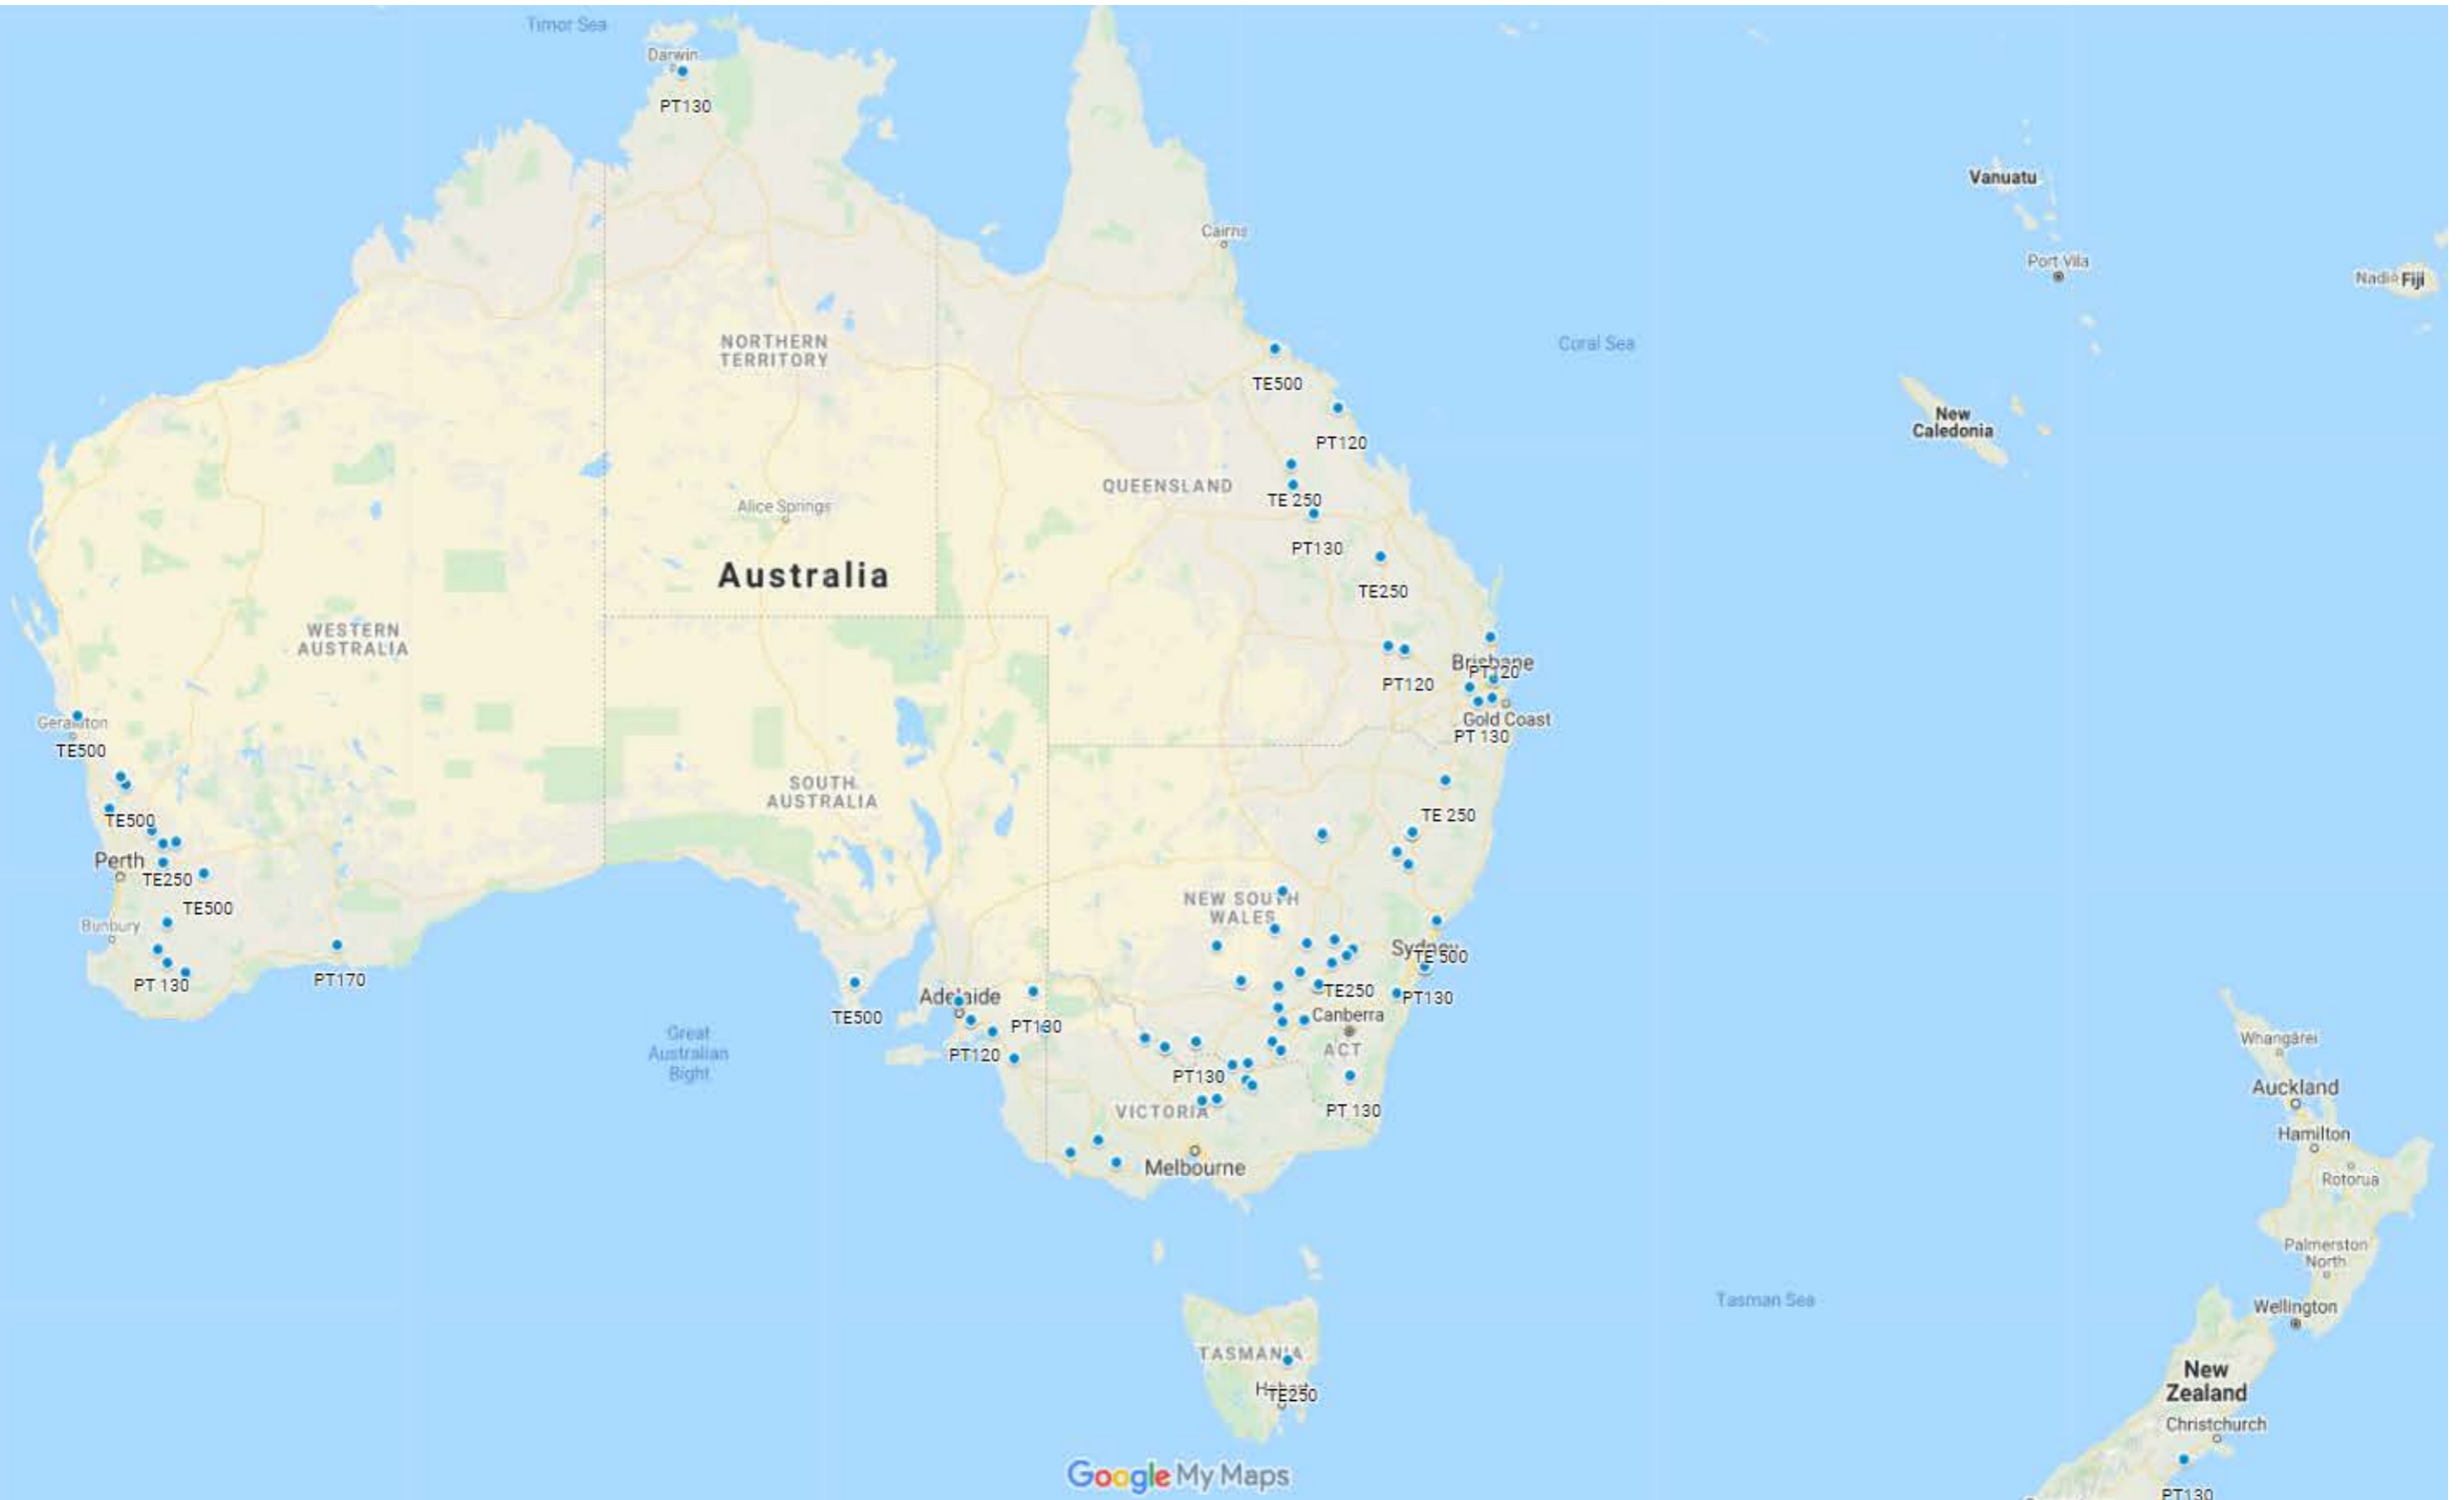 Timor Sea
Darwin
PT130
Vanuatu
Cairns
Port Vila
Nadi
Fiji
NORTHERN
TERRITORY
Coral Sea
TE500
New
Caledonia
PT120
QUEENSLAND
TE 250
Alice Springs
PT130
Australia
TE250
WESTERN
AUSTRALIA
Brisbane
PT120
PT120
Geraldton
Gold Coast
PT 130
TE500
SOUTH
AUSTRALIA
TE500
TE 250
Perth
TE250
NEW SOUTH
WALES
TE500
Bunbury
Sydney
TE 500
PT 130
PT170
TE250
Adelaide
PT130
TE500
Canberra
PT130
Great
Australian
Bight
Whangārei
PT120
ACT
PT130
Auckland
VICTORIA
PT 130
Hamilton
Melbourne
Rotorua
Palmerston
North
Tasman Sea
Wellington
TASMANIA
New
Zealand
Hobart
TE250
Christchurch
Google My Maps
PT130